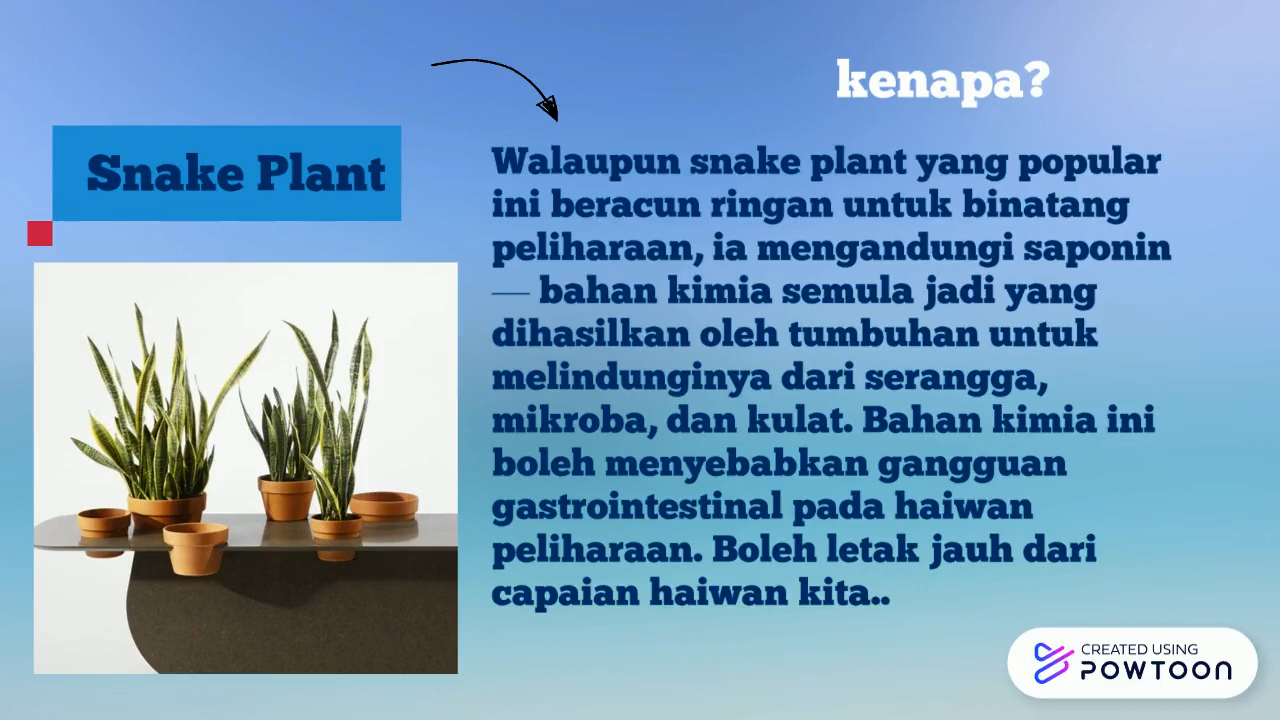 kenapa?
Snake Plant
Walaupun snake plant yang popular
ini beracun ringan untuk binatang
peliharaan, ia mengandungi saponin
— bahan kimia semula jadi yang
dihasilkan oleh tumbuhan untuk
melindunginya dari serangga,
mikroba, dan kulat. Bahan kimia ini
boleh menyebabkan gangguan
gastrointestinal pada haiwan
peliharaan. Boleh letak jauh dari
capaian haiwan kita..
CREATED USING
POWTOON